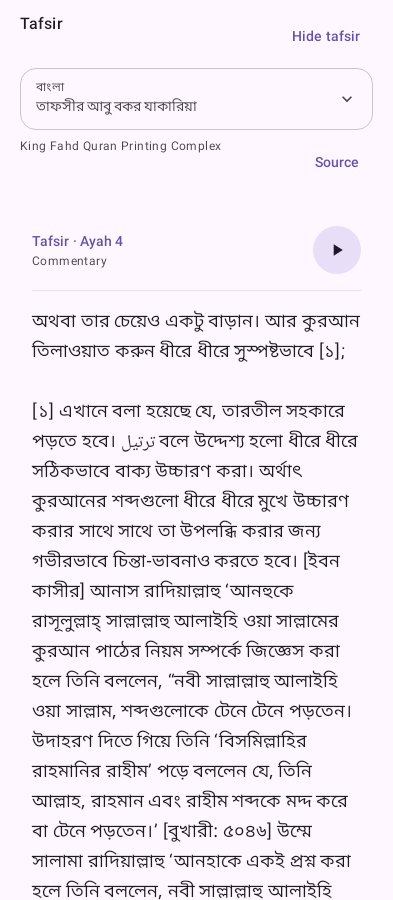 Tafsir
Hide tafsir
বাংলা
তাফসীর আবু বকর যাকারিয়া
King Fahd Quran Printing Complex
Source
Tafsir · Ayah 4
Commentary
অথবা তার চেয়েও একটু বাড়ান। আর কুরআন
তিলাওয়াত করুন ধীরে ধীরে সুস্পষ্টভাবে [১];
[১] এখানে বলা হয়েছে যে, তারতীল সহকারে
পড়তে হবে। ترتيل বলে উদ্দেশ্য হলো ধীরে ধীরে
সঠিকভাবে বাক্য উচ্চারণ করা। অর্থাৎ
কুরআনের শব্দগুলো ধীরে ধীরে মুখে উচ্চারণ
করার সাথে সাথে তা উপলব্ধি করার জন্য
গভীরভাবে চিন্তা-ভাবনাও করতে হবে। [ইবন
কাসীর] আনাস রাদিয়াল্লাহু ‘আনহুকে
রাসূলুল্লাহ্ সাল্লাল্লাহু আলাইহি ওয়া সাল্লামের
কুরআন পাঠের নিয়ম সম্পর্কে জিজ্ঞেস করা
হলে তিনি বললেন, “নবী সাল্লাল্লাহু আলাইহি
ওয়া সাল্লাম, শব্দগুলোকে টেনে টেনে পড়তেন।
উদাহরণ দিতে গিয়ে তিনি ‘বিসমিল্লাহির
রাহমানির রাহীম’ পড়ে বললেন যে, তিনি
আল্লাহ, রাহমান এবং রাহীম শব্দকে মদ্দ করে
বা টেনে পড়তেন।’ [বুখারী: ৫০৪৬] উম্মে
সালামা রাদিয়াল্লাহু ‘আনহাকে একই প্রশ্ন করা
হলে তিনি বললেন, নবী সাল্লাল্লাহু আলাইহি